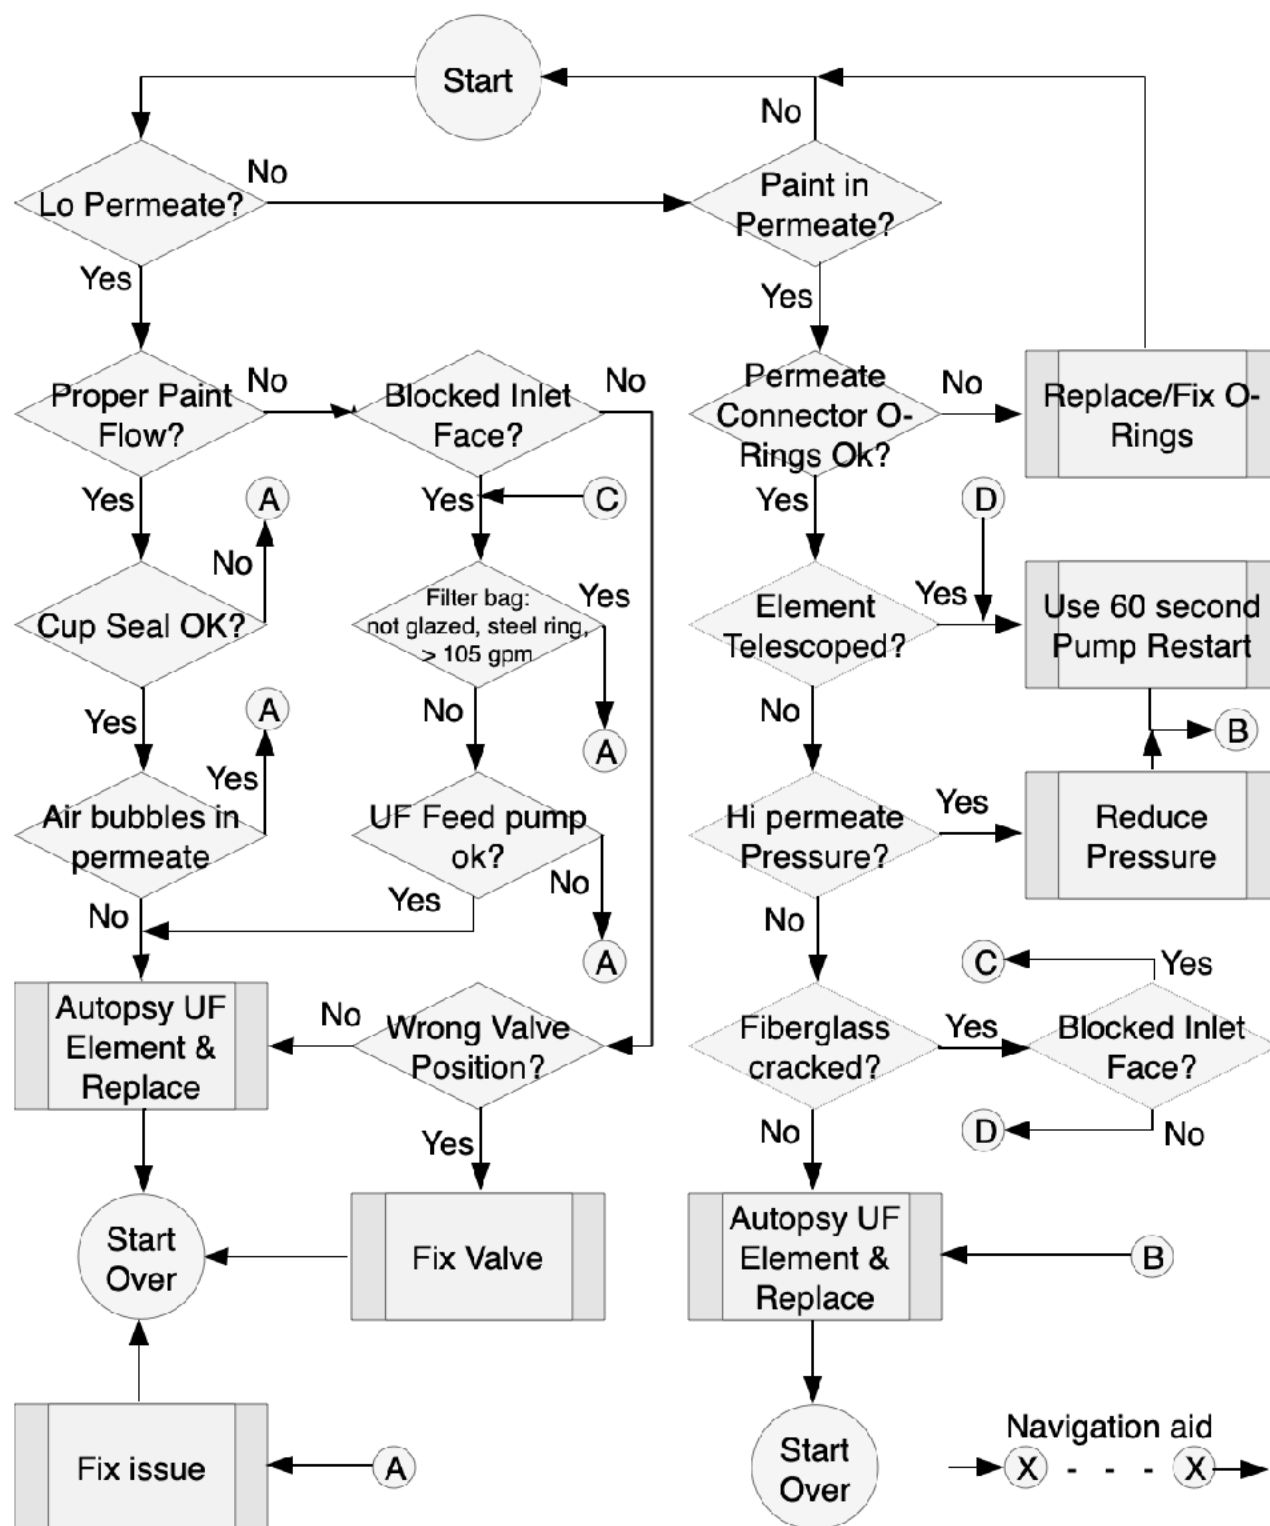 Start
No
No
Lo Permeate?
Paint in
Permeate?
Yes
Yes
Proper Paint
Flow?
No
Blocked Inlet
Face?
No
Permeate
Connector O-
Rings Ok?
No
Replace/Fix O-
Rings
Yes
A
Yes
C
Yes
D
No
Cup Seal OK?
Filter bag:
not glazed, steel ring,
> 105 gpm
Yes
Element
Telescoped?
Yes
Use 60 second
Pump Restart
Yes
A
No
A
No
B
Yes
Air bubbles in
permeate
UF Feed pump
ok?
Hi permeate
Pressure?
Yes
Reduce
Pressure
No
Yes
No
A
No
C
Yes
Autopsy UF
Element &
Replace
No
Wrong Valve
Position?
Fiberglass
cracked?
Yes
Blocked Inlet
Face?
Yes
No
D
No
Start
Over
Fix Valve
Autopsy UF
Element &
Replace
B
Fix issue
A
Start
Over
Navigation aid
X - - - X